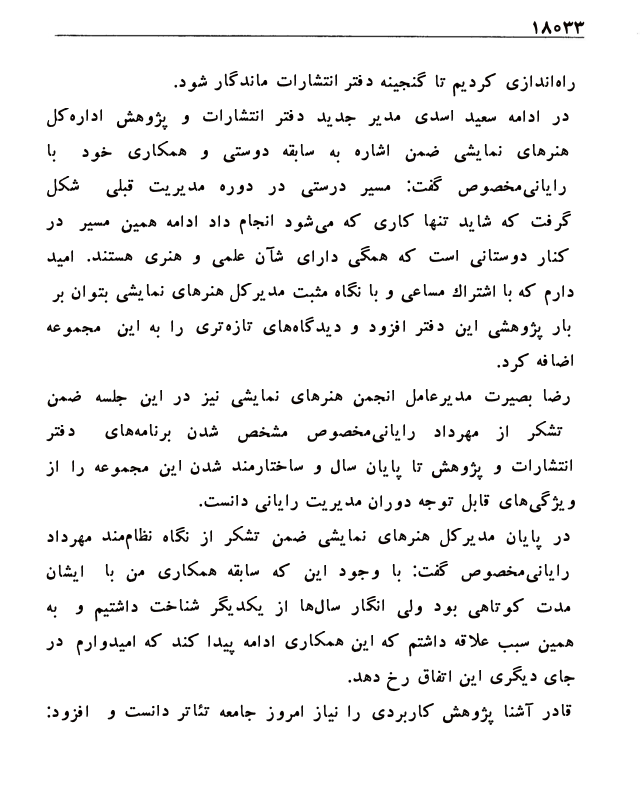 ۱۸۰۳۳
راه‌اندازی کردیم تا گنجینه دفتر انتشارات ماندگار شود.
در ادامه سعید اسدی مدیر جدید دفتر انتشارات و پژوهش اداره‌کل
هنرهای نمایشی ضمن اشاره به سابقه دوستی و همکاری خود با
رایانی‌مخصوص گفت: مسیر درستی در دوره مدیریت قبلی شکل
گرفت که شاید تنها کاری که می‌شود انجام داد ادامه همین مسیر در
کنار دوستانی است که همگی دارای شآن علمی و هنری هستند. امید
دارم که با اشتراك مساعی و با نگاه مثبت مدیرکل هنرهای نمایشی بتوان بر
بار پژوهشی این دفتر افزود و دیدگاه‌های تازه‌تری را به این مجموعه
اضافه کرد.
رضا بصیرت مدیرعامل انجمن هنرهای نمایشی نیز در این جلسه ضمن
تشکر از مهرداد رایانی‌مخصوص مشخص شدن برنامه‌های دفتر
انتشارات و پژوهش تا پایان سال و ساختارمند شدن این مجموعه را از
ویژگی‌های قابل توجه دوران مدیریت رایانی دانست.
در پایان مدیرکل هنرهای نمایشی ضمن تشکر از نگاه نظام‌مند مهرداد
رایانی‌مخصوص گفت: با وجود این که سابقه همکاری من با ایشان
مدت کوتاهی بود ولی انگار سال‌ها از یکدیگر شناخت داشتیم و به
همین سبب علاقه داشتم که این همکاری ادامه پیدا کند که امیدوارم در
جای دیگری این اتفاق رخ دهد.
قادر آشنا پژوهش کاربردی را نیاز امروز جامعه تئاتر دانست و افزود: